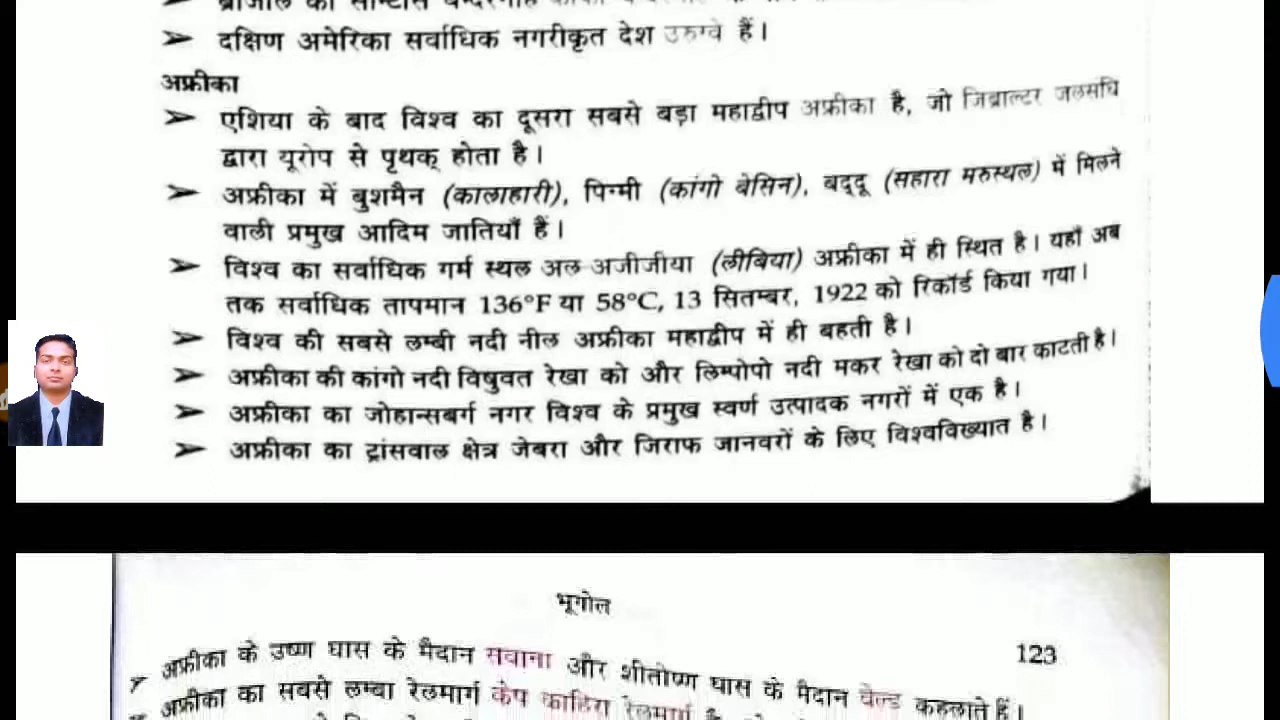 ➢ दक्षिण अमेरिका सर्वाधिक नगरीकृत देश उरुग्वे हैं।
अफ्रीका
➢ एशिया के बाद विश्व का दूसरा सबसे बड़ा महाद्वीप अफ्रीका है, जो जिब्राल्टर जलसंधि
द्वारा यूरोप से पृथक् होता है।
➢ अफ्रीका में बुशमैन (कालाहारी), पिग्मी (कांगो बेसिन), बद्दू (सहारा मरुस्थल) में मिलने
वाली प्रमुख आदिम जातियाँ हैं।
➢ विश्व का सर्वाधिक गर्म स्थल अल-अजीजीया (लीबिया) अफ्रीका में ही स्थित है। यहाँ अब
तक सर्वाधिक तापमान 136°F या 58°C, 13 सितम्बर, 1922 को रिकॉर्ड किया गया।
➢ विश्व की सबसे लम्बी नदी नील अफ्रीका महाद्वीप में ही बहती है।
➢ अफ्रीका की कांगो नदी विषुवत रेखा को और लिम्पोपो नदी मकर रेखा को दो बार काटती है।
➢ अफ्रीका का जोहान्सबर्ग नगर विश्व के प्रमुख स्वर्ण उत्पादक नगरों में एक है।
➢ अफ्रीका का ट्रांसवाल क्षेत्र जेबरा और जिराफ जानवरों के लिए विश्वविख्यात है।
भूगोल
123
➢ अफ्रीका के उष्ण घास के मैदान सवाना और शीतोष्ण घास के मैदान वेल्ड कहलाते हैं।
अफ्रीका का सबसे लम्बा रेलमार्ग केप काहिरा रेलमार्ग